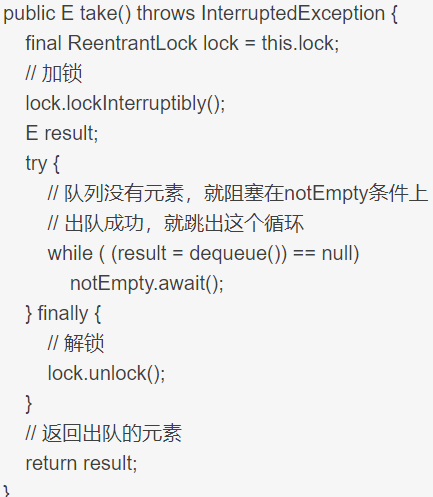 public E take() throws InterruptedException {
    final ReentrantLock lock = this.lock;
    // 加锁
    lock.lockInterruptibly();
    E result;
    try {
        // 队列没有元素，就阻塞在notEmpty条件上
        // 出队成功，就跳出这个循环
        while ( (result = dequeue()) == null)
            notEmpty.await();
    } finally {
        // 解锁
        lock.unlock();
    }
    // 返回出队的元素
    return result;
}